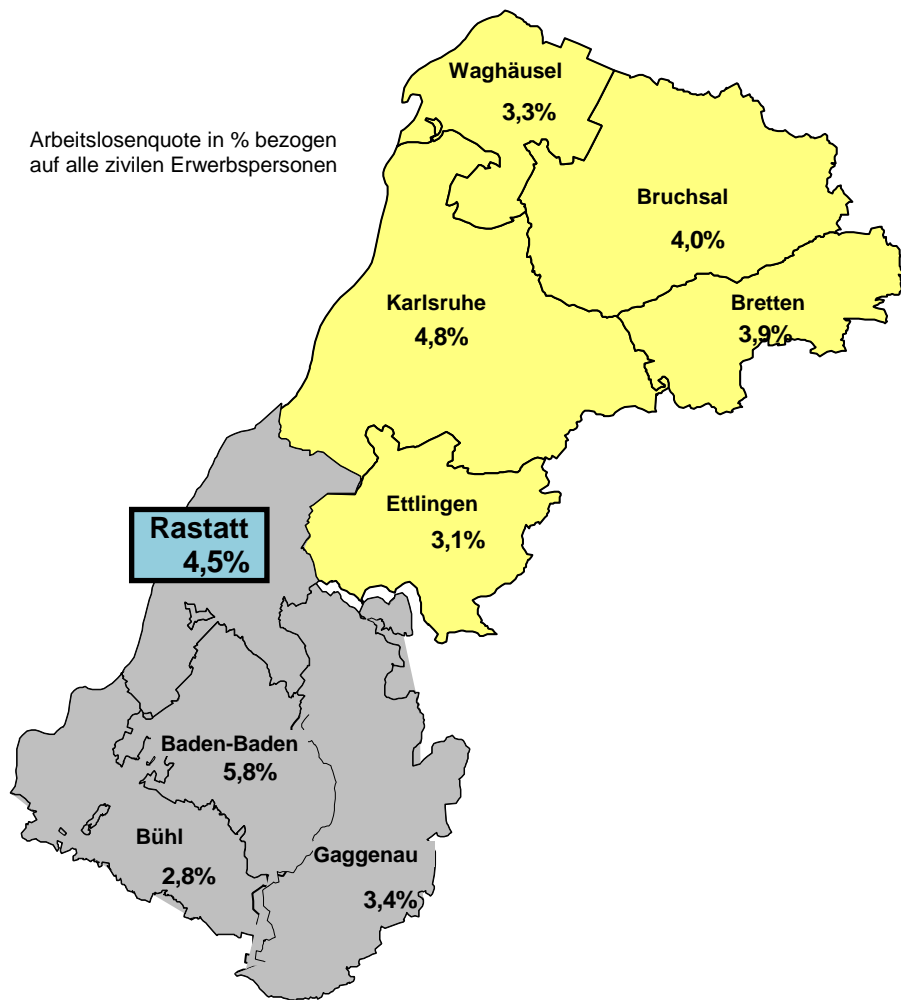 Waghäusel
3,3%
Arbeitslosenquote in % bezogen
auf alle zivilen Erwerbspersonen
Bruchsal
4,0%
Karlsruhe
4,8%
Bretten
3,9%
Ettlingen
3,1%
Rastatt
4,5%
Baden-Baden
5,8%
Bühl
2,8%
Gaggenau
3,4%